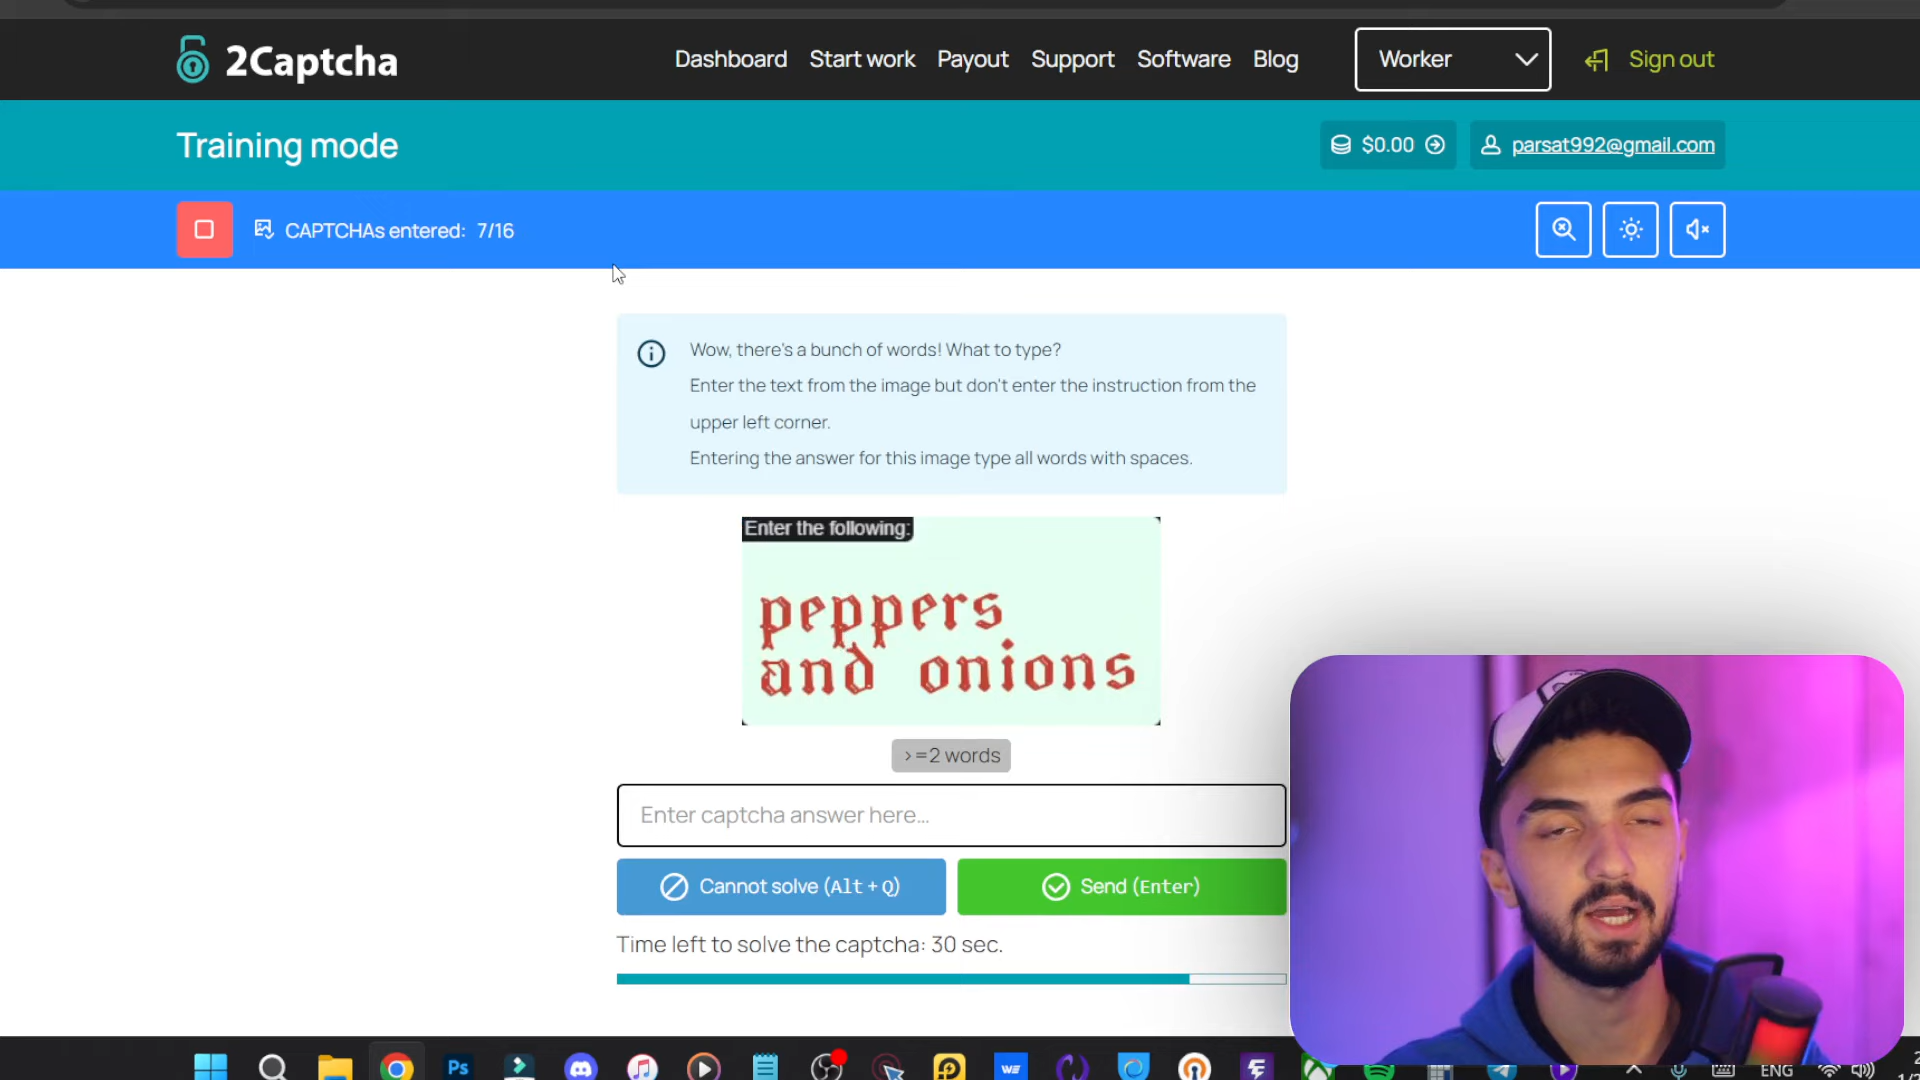 2Captcha
Dashboard Start work Payout Support Software Blog Worker Sign out
Training mode
$0.00 parsat992@gmail.com
CAPTCHAs entered: 7/16
Wow, there's a bunch of words! What to type?
Enter the text from the image but don't enter the instruction from the
upper left corner.
Entering the answer for this image type all words with spaces.
Enter the following:
peppers
and onions
>=2 words
Enter captcha answer here...
Cannot solve (Alt + Q) Send (Enter)
Time left to solve the captcha: 30 sec.
Ps WE ENG